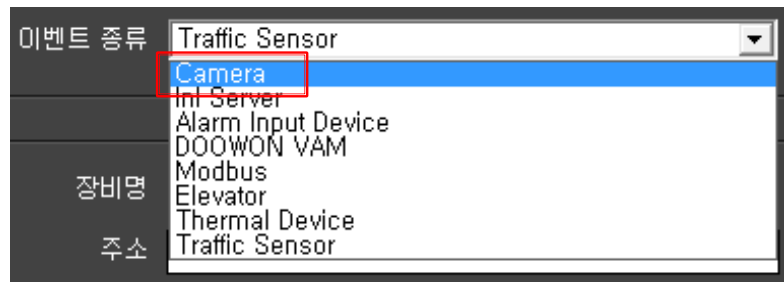 이벤트 종류 Traffic Sensor
Camera
Inl Server
Alarm Input Device
DOOWON VAM
Modbus
장비명
Elevator
Thermal Device
주소 Traffic Sensor